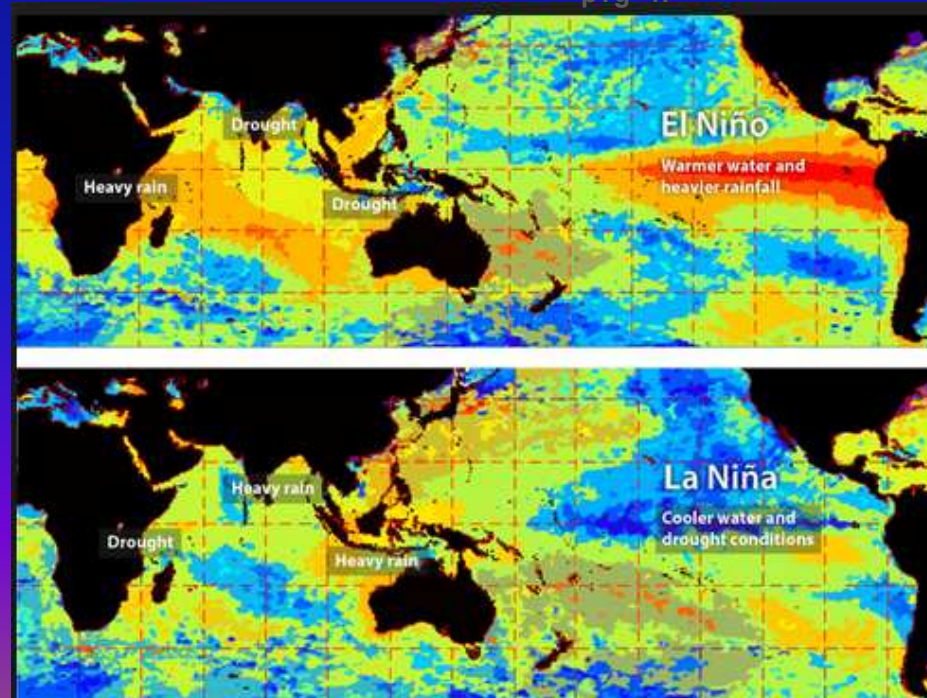 El Niño
Drought
Warmer water and
heavier rainfall
Heavy rain
Drought
La Niña
Heavy rain
Cooler water and
drought conditions
Drought
Heavy rain